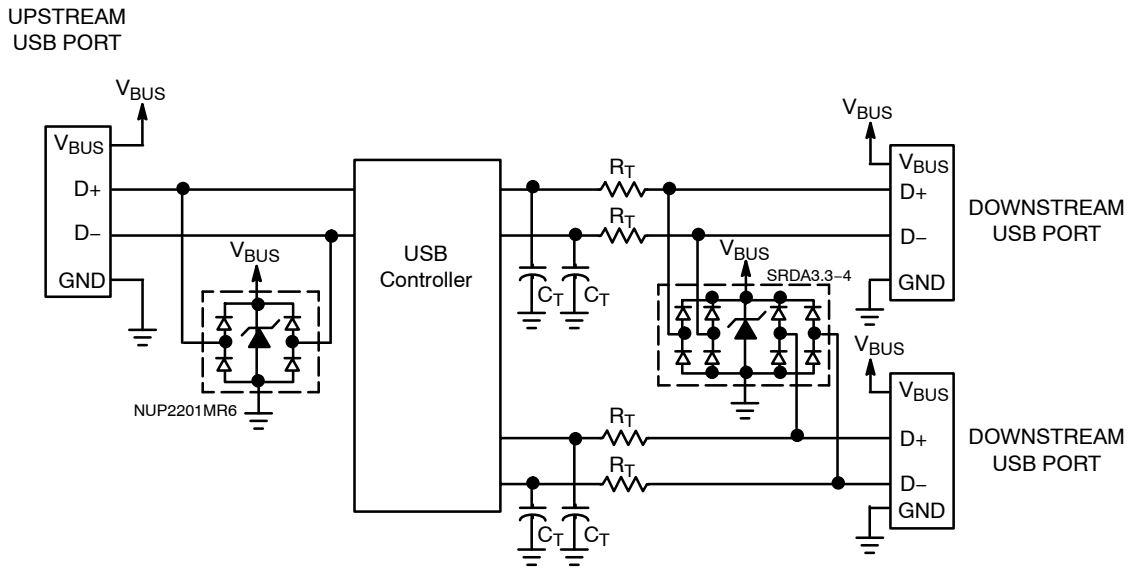 UPSTREAM
USB PORT
VBUS
VBUS
D+
D−
GND
VBUS
NUP2201MR6
USB
Controller
RT
RT
CT
CT
VBUS
SRDA3.3−4
VBUS
VBUS
D+
D−
GND
DOWNSTREAM
USB PORT
RT
RT
CT
CT
VBUS
VBUS
D+
D−
GND
DOWNSTREAM
USB PORT